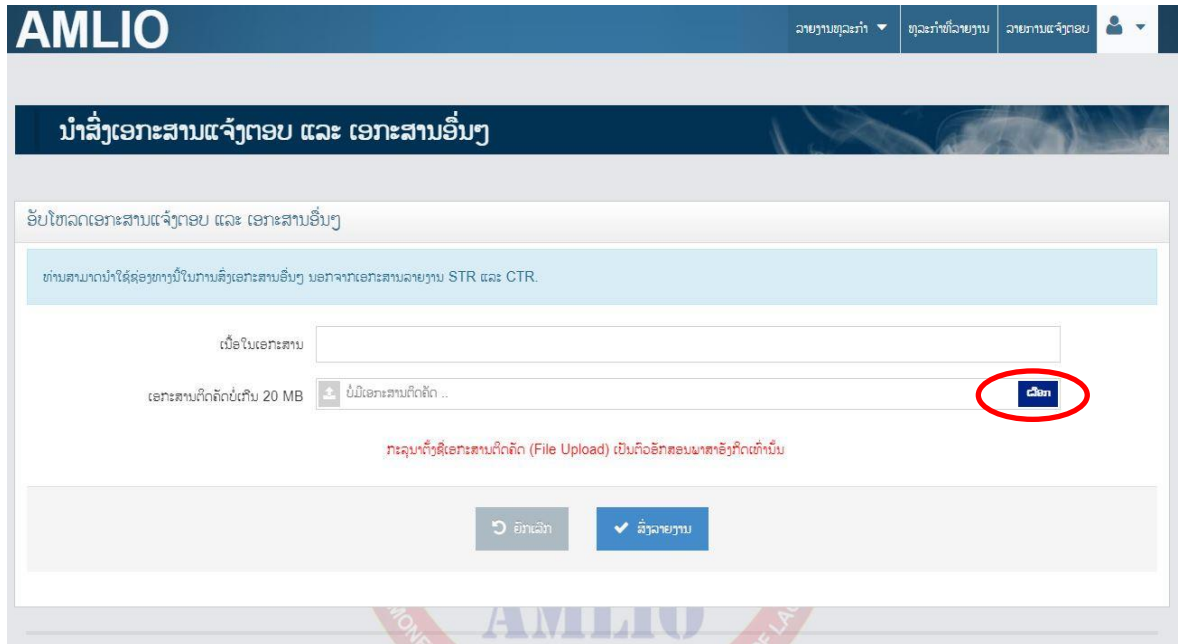 AMLIO
ລາຍງານທຸລະກຳ
ທຸລະກຳທີ່ລາຍງານ
ລາຍການແຈ້ງຕອບ
ນຳສົ່ງເອກະສານແຈ້ງຕອບ ແລະ ເອກະສານອື່ນໆ
ອັບໂຫລດເອກະສານແຈ້ງຕອບ ແລະ ເອກະສານອື່ນໆ
ທ່ານສາມາດນຳໃຊ້ຊ່ອງທາງນີ້ໃນການສົ່ງເອກະສານອື່ນໆ ນອກຈາກເອກະສານລາຍງານ STR ແລະ CTR.
ເນື້ອໃນເອກະສານ
ເອກະສານຕິດຄັດບໍ່ເກີນ 20 MB
ບໍ່ມີເອກະສານຕິດຄັດ ..
ເລືອກ
ກະລຸນາຕັ້ງຊື່ເອກະສານຕິດຄັດ (File Upload) ເປັນຕົວອັກສອນພາສາອັງກິດເທົ່ານັ້ນ
ຍົກເລີກ
ສົ່ງລາຍງານ
AMLIO